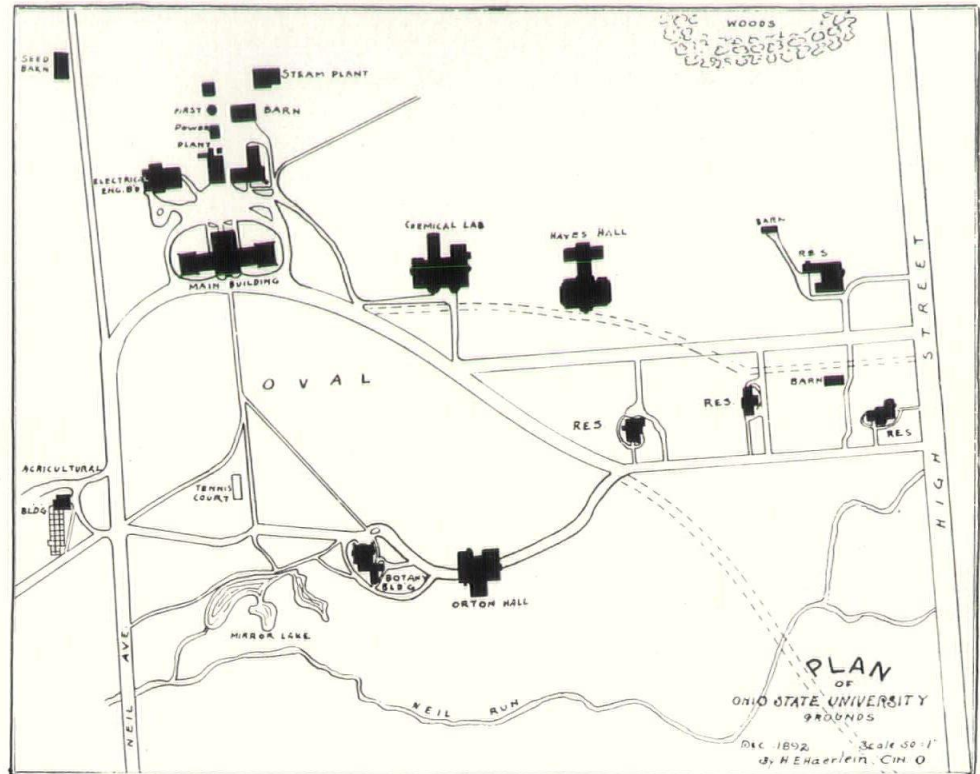 WOODS
SEED
BARN
STEAM PLANT
FIRST
POWER
PLANT
BARN
ELECTRICAL
ENG. B'D
CHEMICAL LAB
HAYES HALL
BARN
RES
MAIN BUILDING
HIGH STREET
OVAL
RES
RES
BARN
RES
AGRICULTURAL
BLDG
TENNIS
COURT
BOTANY
BLDG
ORTON HALL
MIRROR LAKE
NEIL AVE
NEIL RUN
PLAN
OF
OHIO STATE UNIVERSITY
GROUNDS
DEC. 1892 Scale 50:1"
By H E Haerlein, CIN. O